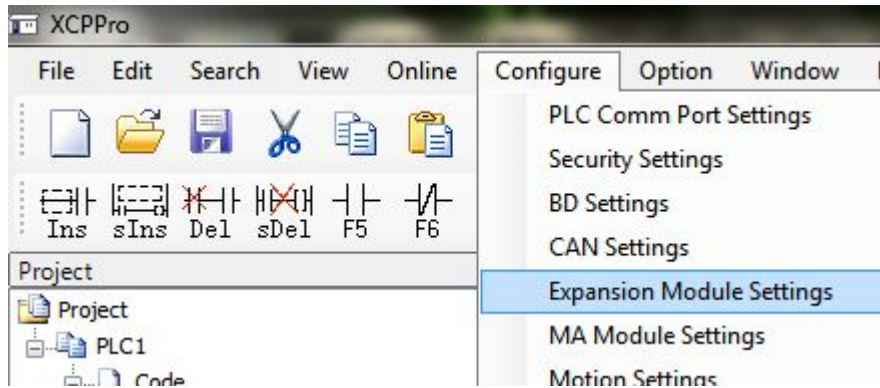 XCPPro
File Edit Search View Online Configure Option Window
PLC Comm Port Settings
Security Settings
BD Settings
CAN Settings
Expansion Module Settings
MA Module Settings
Motion Settings
Ins sIns Del sDel F5 F6
Project
Project
PLC1
Code